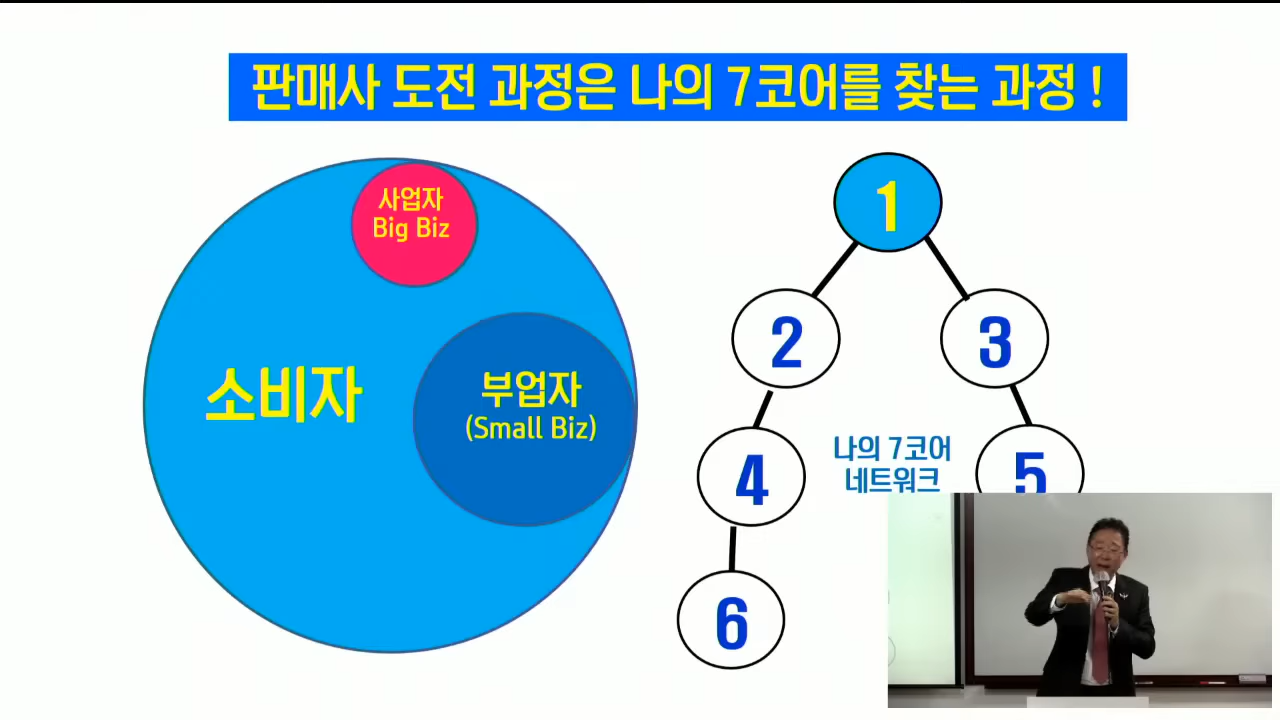 판매사 도전 과정은 나의 7코어를 찾는 과정 !
사업자
Big Biz
소비자
부업자
(Small Biz)
1
2
3
4
나의 7코어
네트워크
5
6